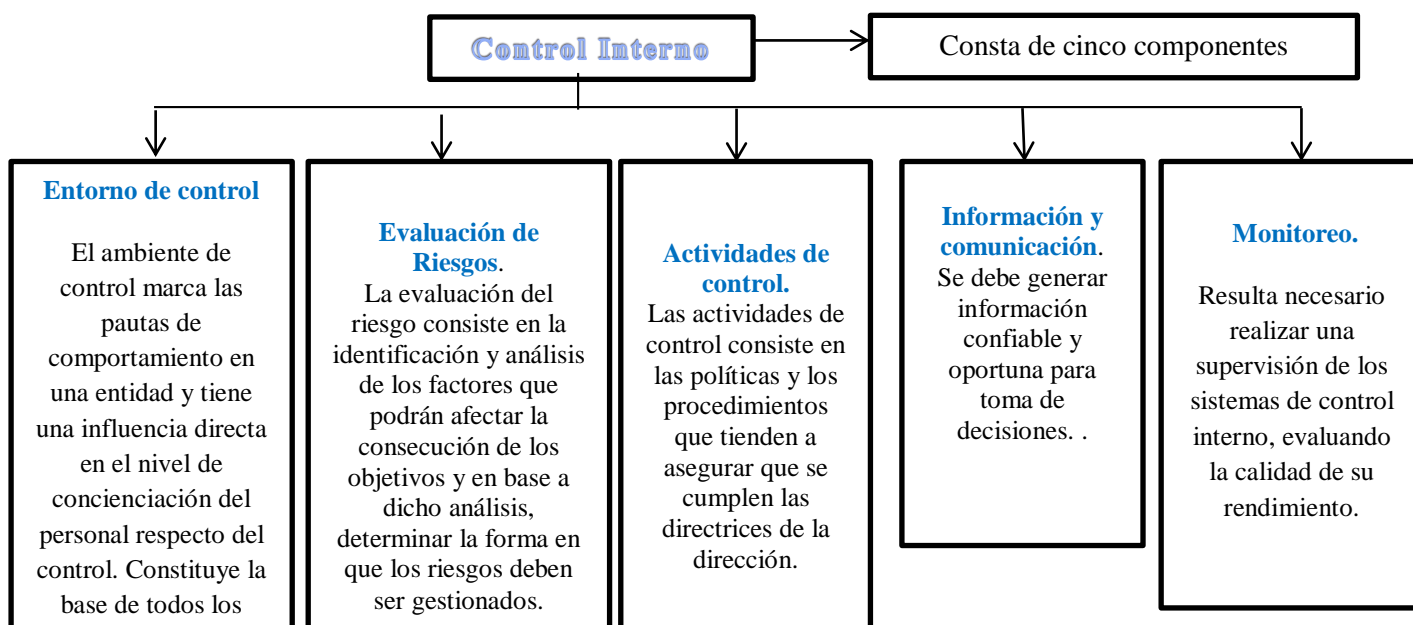 Control Interno
Consta de cinco componentes
Entorno de control
El ambiente de
control marca las
pautas de
comportamiento en
una entidad y tiene
una influencia directa
en el nivel de
concienciación del
personal respecto del
control. Constituye la
base de todos los
Evaluación de
Riesgos.
La evaluación del
riesgo consiste en la
identificación y análisis
de los factores que
podrán afectar la
consecución de los
objetivos y en base a
dicho análisis,
determinar la forma en
que los riesgos deben
ser gestionados.
Actividades de
control.
Las actividades de
control consiste en
las políticas y los
procedimientos
que tienden a
asegurar que se
cumplen las
directrices de la
dirección.
Información y
comunicación.
Se debe generar
información
confiable y
oportuna para
toma de
decisiones. .
Monitoreo.
Resulta necesario
realizar una
supervisión de los
sistemas de control
interno, evaluando
la calidad de su
rendimiento.